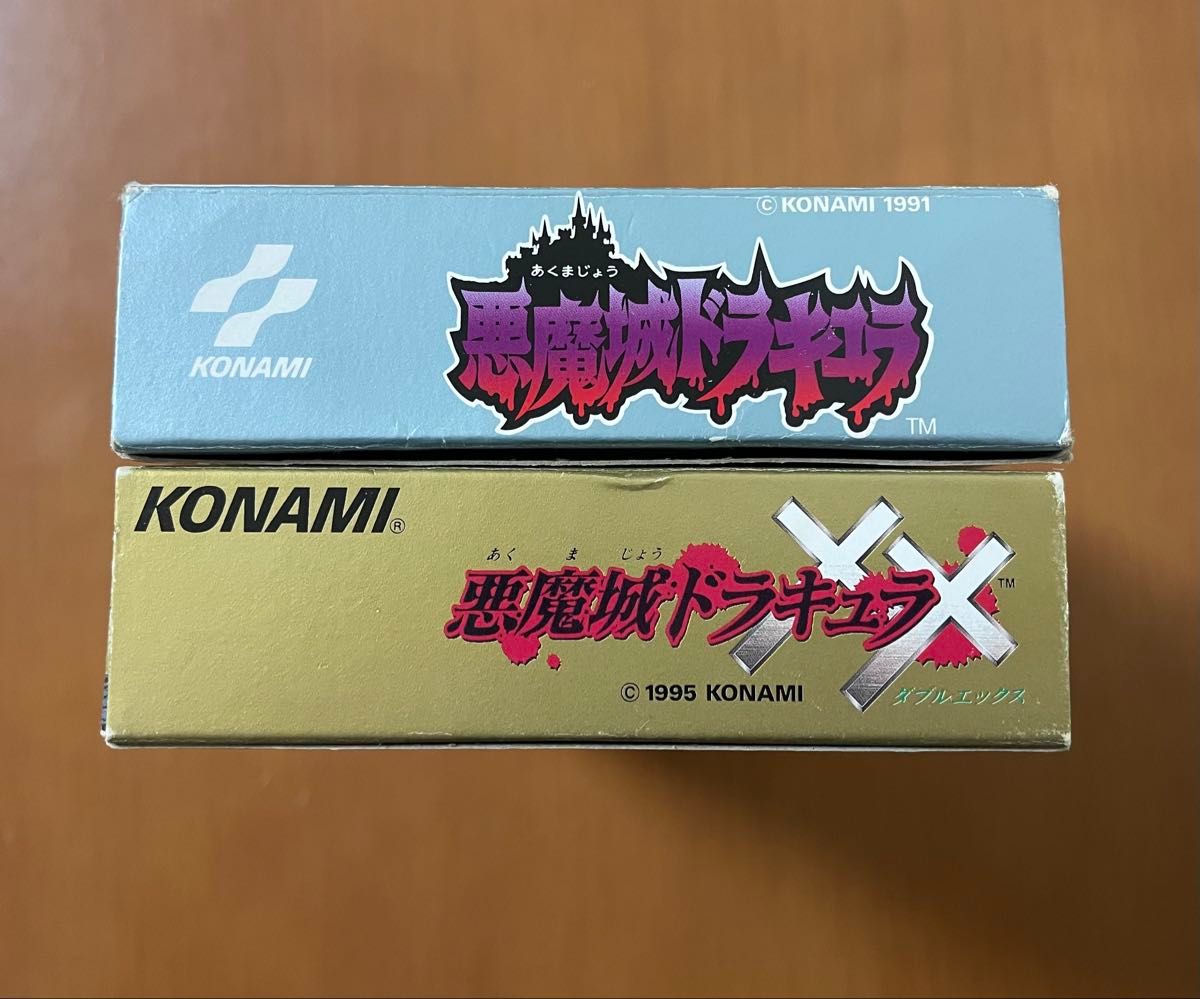 © KONAMI 1991
あくまじょう
悪魔城ドラキュラ
KONAMI
TM
KONAMI®
あくまじょう
悪魔城ドラキュラXX
TM
© 1995 KONAMI
ダブルエックス